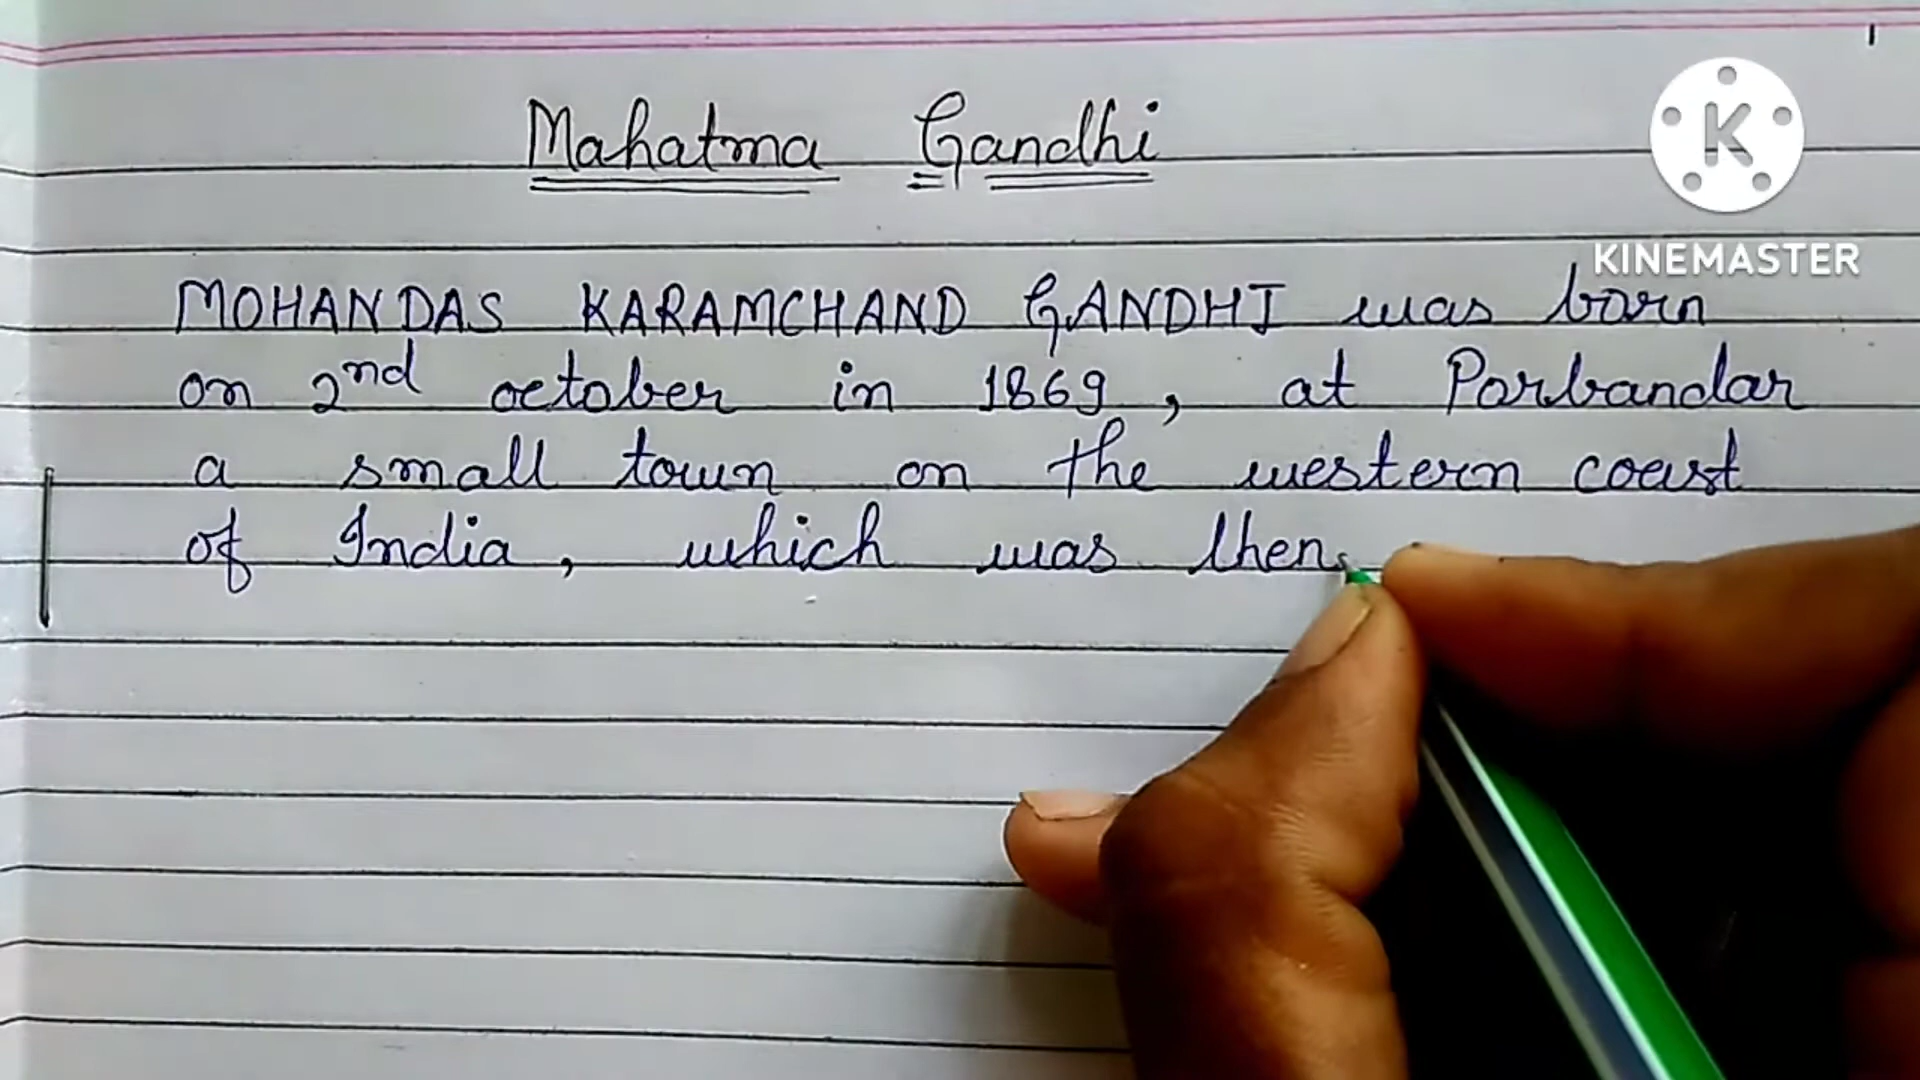 Mahatma Gandhi
KINEMASTER
MOHANDAS KARAMCHAND GANDHI was born
on 2nd october in 1869, at Porbandar
a small town on the western coast
of India, which was then